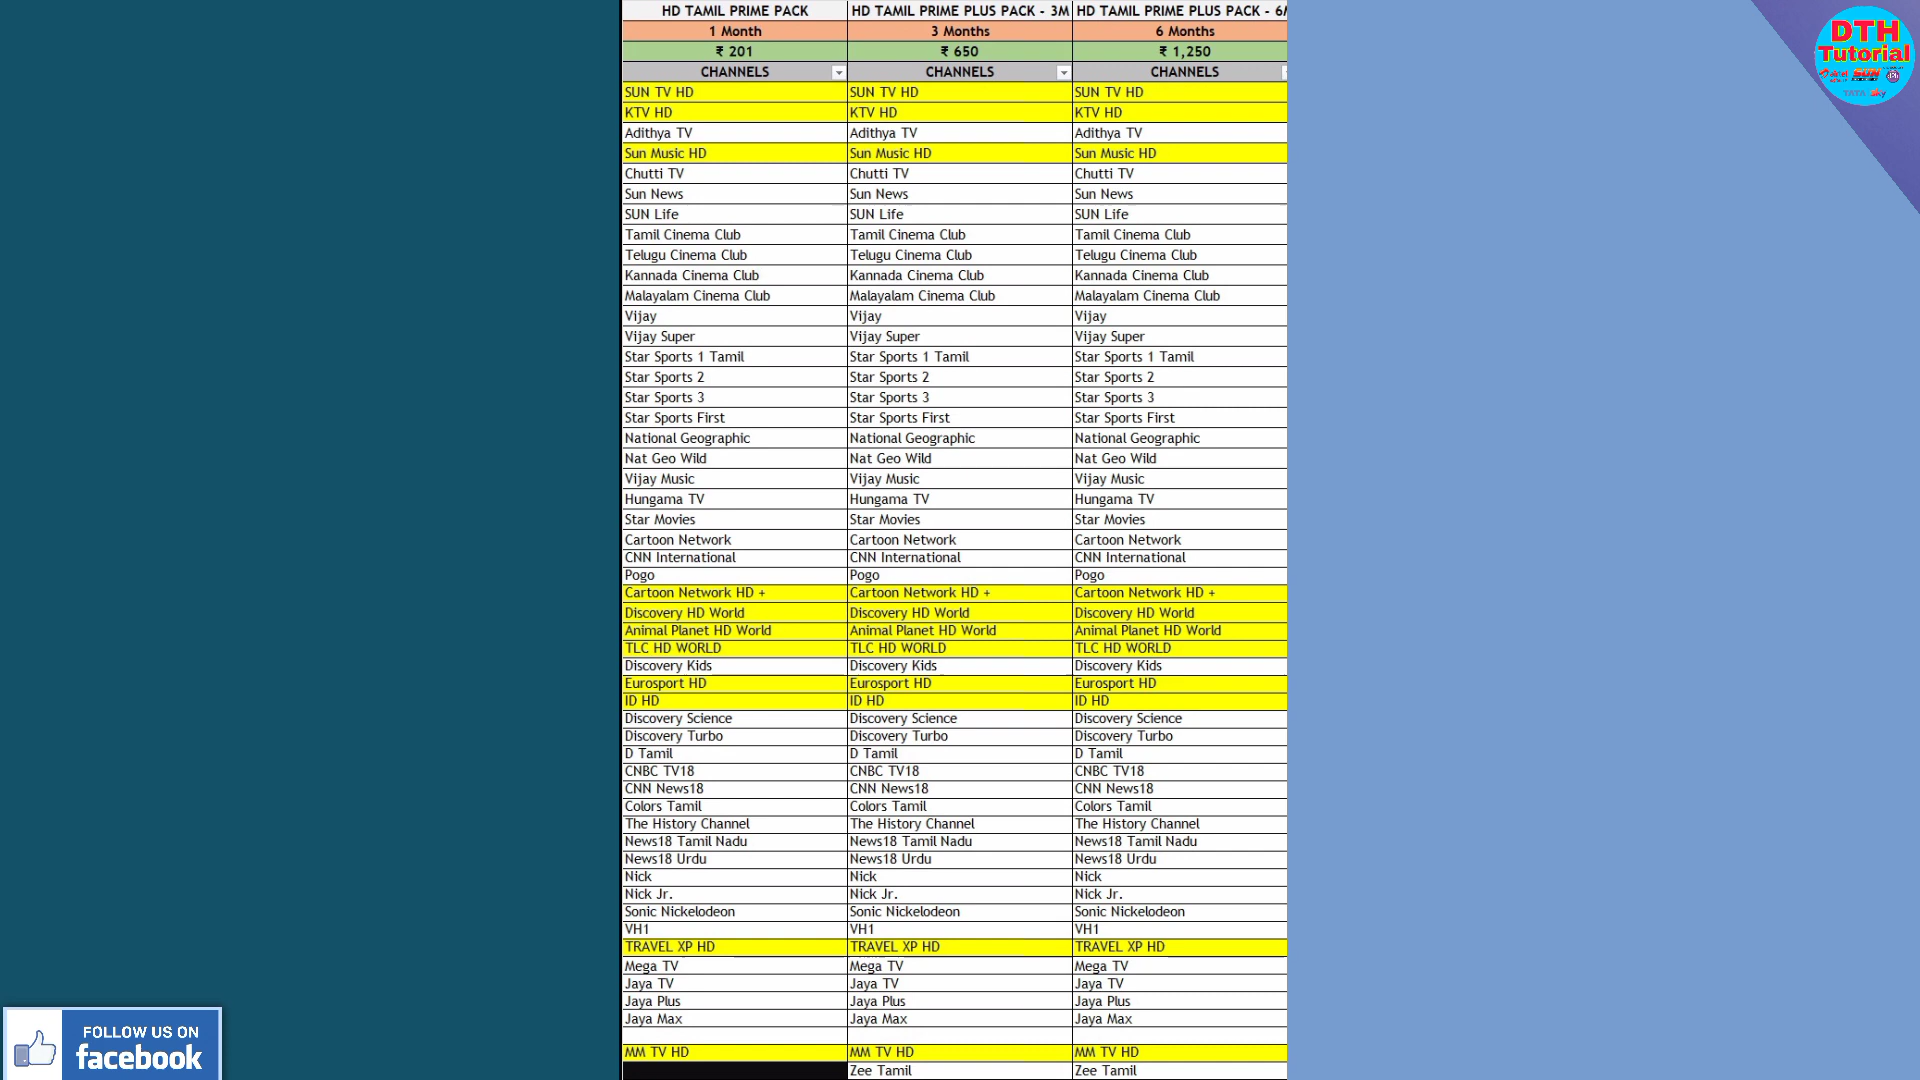 HD TAMIL PRIME PACK HD TAMIL PRIME PLUS PACK - 3M HD TAMIL PRIME PLUS PACK - 6M
1 Month 3 Months 6 Months
₹ 201 ₹ 650 ₹ 1,250
CHANNELS CHANNELS CHANNELS
SUN TV HD SUN TV HD SUN TV HD
KTV HD KTV HD KTV HD
Adithya TV Adithya TV Adithya TV
Sun Music HD Sun Music HD Sun Music HD
Chutti TV Chutti TV Chutti TV
Sun News Sun News Sun News
SUN Life SUN Life SUN Life
Tamil Cinema Club Tamil Cinema Club Tamil Cinema Club
Telugu Cinema Club Telugu Cinema Club Telugu Cinema Club
Kannada Cinema Club Kannada Cinema Club Kannada Cinema Club
Malayalam Cinema Club Malayalam Cinema Club Malayalam Cinema Club
Vijay Vijay Vijay
Vijay Super Vijay Super Vijay Super
Star Sports 1 Tamil Star Sports 1 Tamil Star Sports 1 Tamil
Star Sports 2 Star Sports 2 Star Sports 2
Star Sports 3 Star Sports 3 Star Sports 3
Star Sports First Star Sports First Star Sports First
National Geographic National Geographic National Geographic
Nat Geo Wild Nat Geo Wild Nat Geo Wild
Vijay Music Vijay Music Vijay Music
Hungama TV Hungama TV Hungama TV
Star Movies Star Movies Star Movies
Cartoon Network Cartoon Network Cartoon Network
CNN International CNN International CNN International
Pogo Pogo Pogo
Cartoon Network HD + Cartoon Network HD + Cartoon Network HD +
Discovery HD World Discovery HD World Discovery HD World
Animal Planet HD World Animal Planet HD World Animal Planet HD World
TLC HD WORLD TLC HD WORLD TLC HD WORLD
Discovery Kids Discovery Kids Discovery Kids
Eurosport HD Eurosport HD Eurosport HD
ID HD ID HD ID HD
Discovery Science Discovery Science Discovery Science
Discovery Turbo Discovery Turbo Discovery Turbo
D Tamil D Tamil D Tamil
CNBC TV18 CNBC TV18 CNBC TV18
CNN News18 CNN News18 CNN News18
Colors Tamil Colors Tamil Colors Tamil
The History Channel The History Channel The History Channel
News18 Tamil Nadu News18 Tamil Nadu News18 Tamil Nadu
News18 Urdu News18 Urdu News18 Urdu
Nick Nick Nick
Nick Jr. Nick Jr. Nick Jr.
Sonic Nickelodeon Sonic Nickelodeon Sonic Nickelodeon
VH1 VH1 VH1
TRAVEL XP HD TRAVEL XP HD TRAVEL XP HD
Mega TV Mega TV Mega TV
Jaya TV Jaya TV Jaya TV
Jaya Plus Jaya Plus Jaya Plus
Jaya Max Jaya Max Jaya Max
MM TV HD MM TV HD MM TV HD
Zee Tamil Zee Tamil
DTH
Tutorial
airtel SUN
TATA sky
FOLLOW US ON
facebook